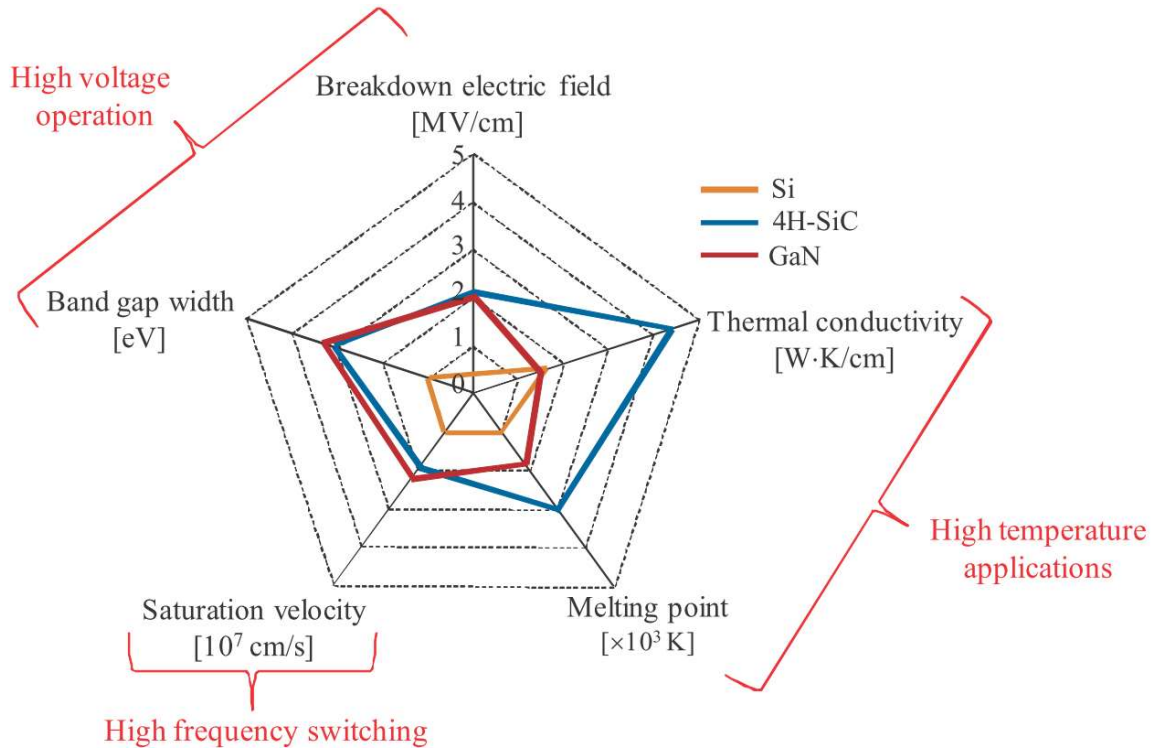 High voltage
operation
Breakdown electric field
[MV/cm]
5
4
3
2
1
0
Si
4H-SiC
GaN
Band gap width
[eV]
Thermal conductivity
[W·K/cm]
High temperature
applications
Saturation velocity
[10⁷ cm/s]
Melting point
[×10³ K]
High frequency switching